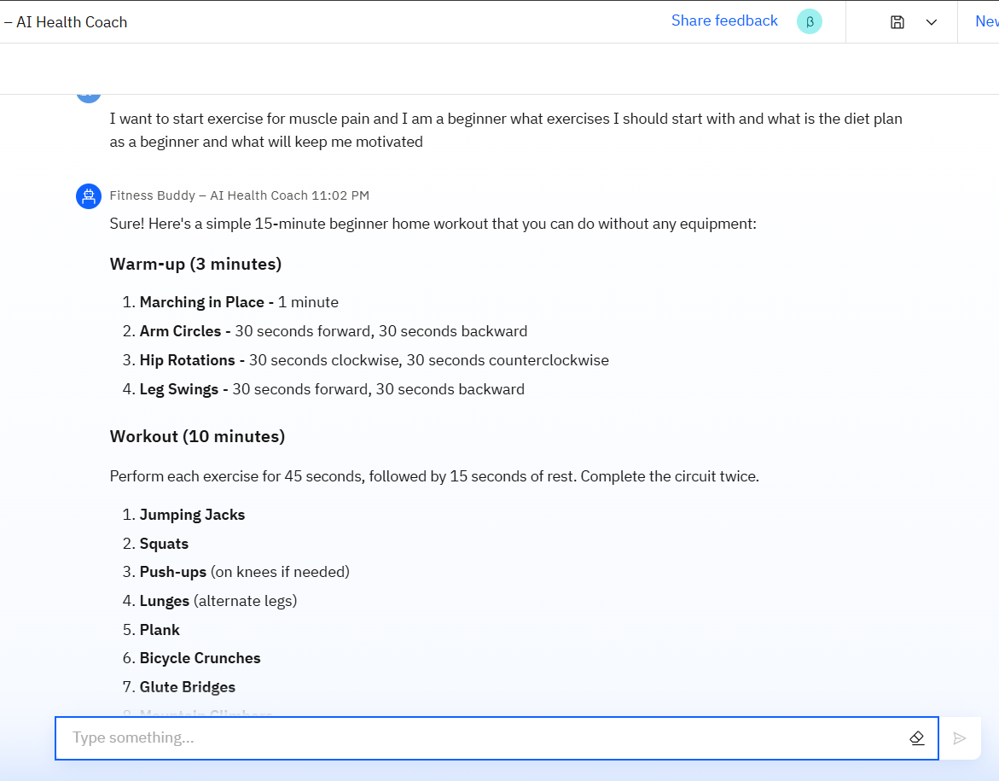 – AI Health Coach
Share feedback
β
New
I want to start exercise for muscle pain and I am a beginner what exercises I should start with and what is the diet plan
as a beginner and what will keep me motivated
Fitness Buddy – AI Health Coach 11:02 PM
Sure! Here's a simple 15-minute beginner home workout that you can do without any equipment:
Warm-up (3 minutes)
1. Marching in Place - 1 minute
2. Arm Circles - 30 seconds forward, 30 seconds backward
3. Hip Rotations - 30 seconds clockwise, 30 seconds counterclockwise
4. Leg Swings - 30 seconds forward, 30 seconds backward
Workout (10 minutes)
Perform each exercise for 45 seconds, followed by 15 seconds of rest. Complete the circuit twice.
1. Jumping Jacks
2. Squats
3. Push-ups (on knees if needed)
4. Lunges (alternate legs)
5. Plank
6. Bicycle Crunches
7. Glute Bridges
8. Mountain Climbers
Type something...